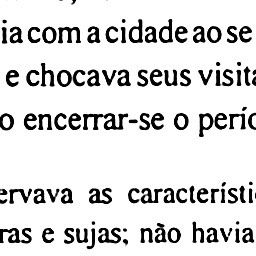 ia com a cidade ao se
e chocava seus visita
o encerrar-se o perío
ervava as característi
ras e sujas; não havia